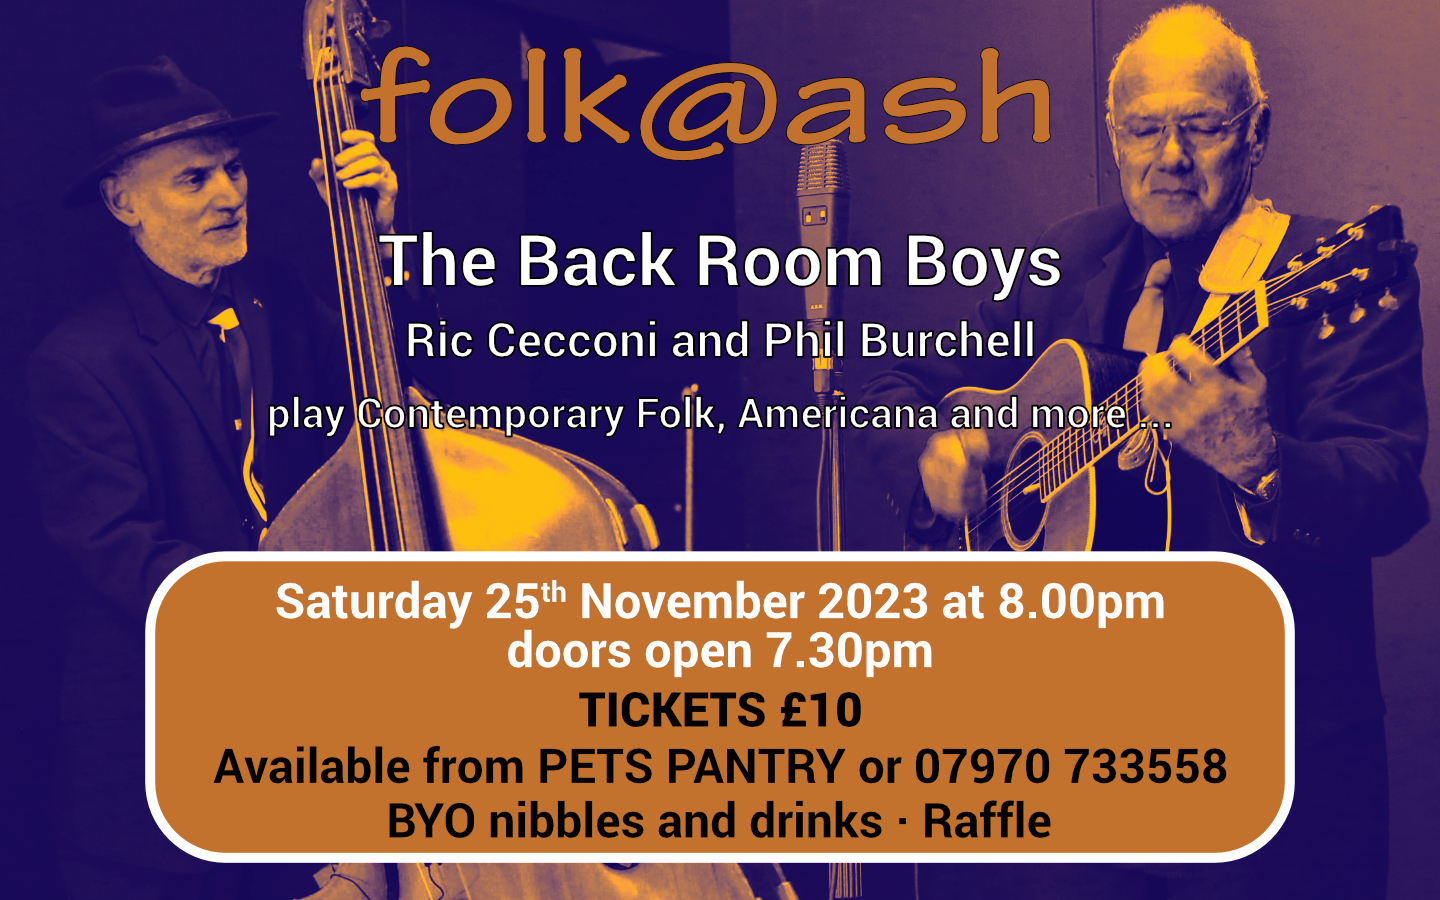 folk@ash
The Back Room Boys
Ric Cecconi and Phil Burchell
play Contemporary Folk, Americana and more ...
Saturday 25th November 2023 at 8.00pm
doors open 7.30pm
TICKETS £10
Available from PETS PANTRY or 07970 733558
BYO nibbles and drinks · Raffle